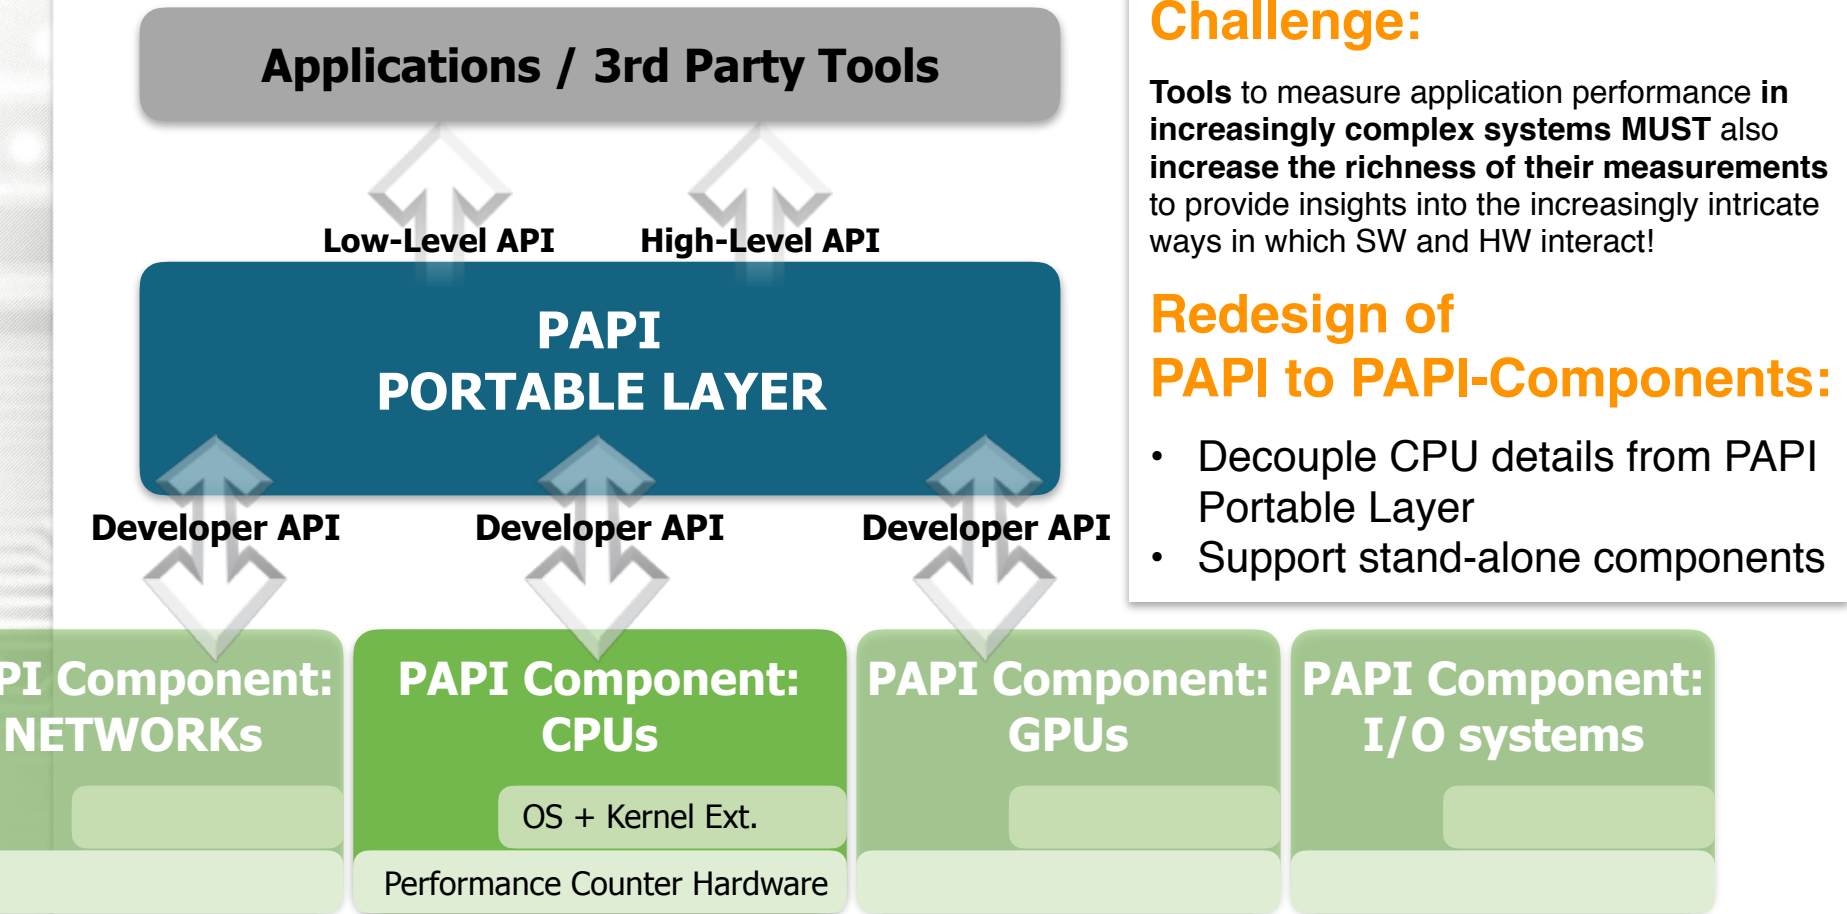 Applications / 3rd Party Tools
Low-Level API
High-Level API
PAPI
PORTABLE LAYER
Developer API
Developer API
Developer API
PI Component:
NETWORKs
PAPI Component:
CPUs
OS + Kernel Ext.
Performance Counter Hardware
PAPI Component:
GPUs
PAPI Component:
I/O systems
Challenge:
Tools to measure application performance in
increasingly complex systems MUST also
increase the richness of their measurements
to provide insights into the increasingly intricate
ways in which SW and HW interact!
Redesign of
PAPI to PAPI-Components:
• Decouple CPU details from PAPI
Portable Layer
• Support stand-alone components